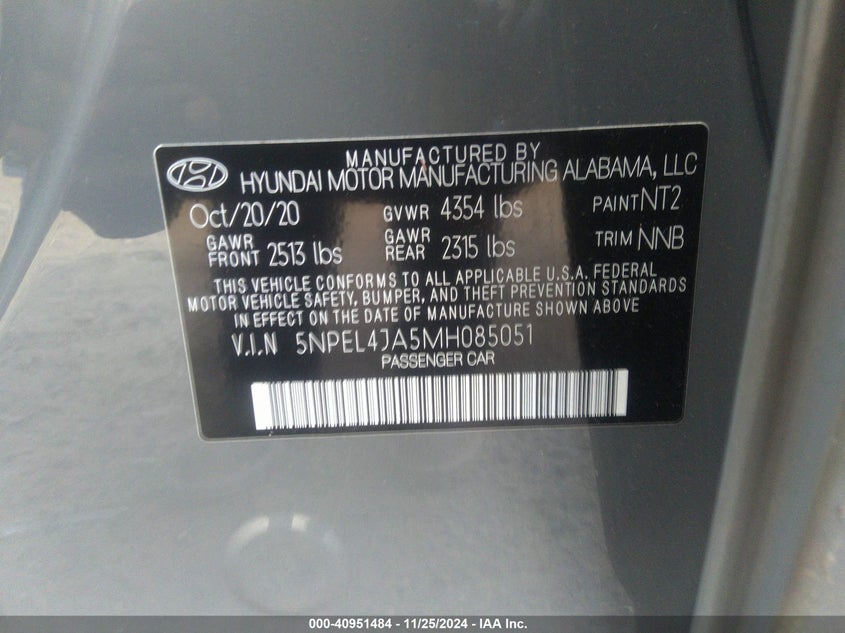 MANUFACTURED BY
HYUNDAI MOTOR MANUFACTURING ALABAMA, LLC
Oct/20/20 GVWR 4354 lbs PAINT NT2
GAWR FRONT 2513 lbs GAWR REAR 2315 lbs TRIM NNB
THIS VEHICLE CONFORMS TO ALL APPLICABLE U.S.A. FEDERAL
MOTOR VEHICLE SAFETY, BUMPER, AND THEFT PREVENTION STANDARDS
IN EFFECT ON THE DATE OF MANUFACTURE SHOWN ABOVE
V.I.N 5NPEL4JA5MH085051
PASSENGER CAR
000-40951484 - 11/25/2024 - IAA Inc.